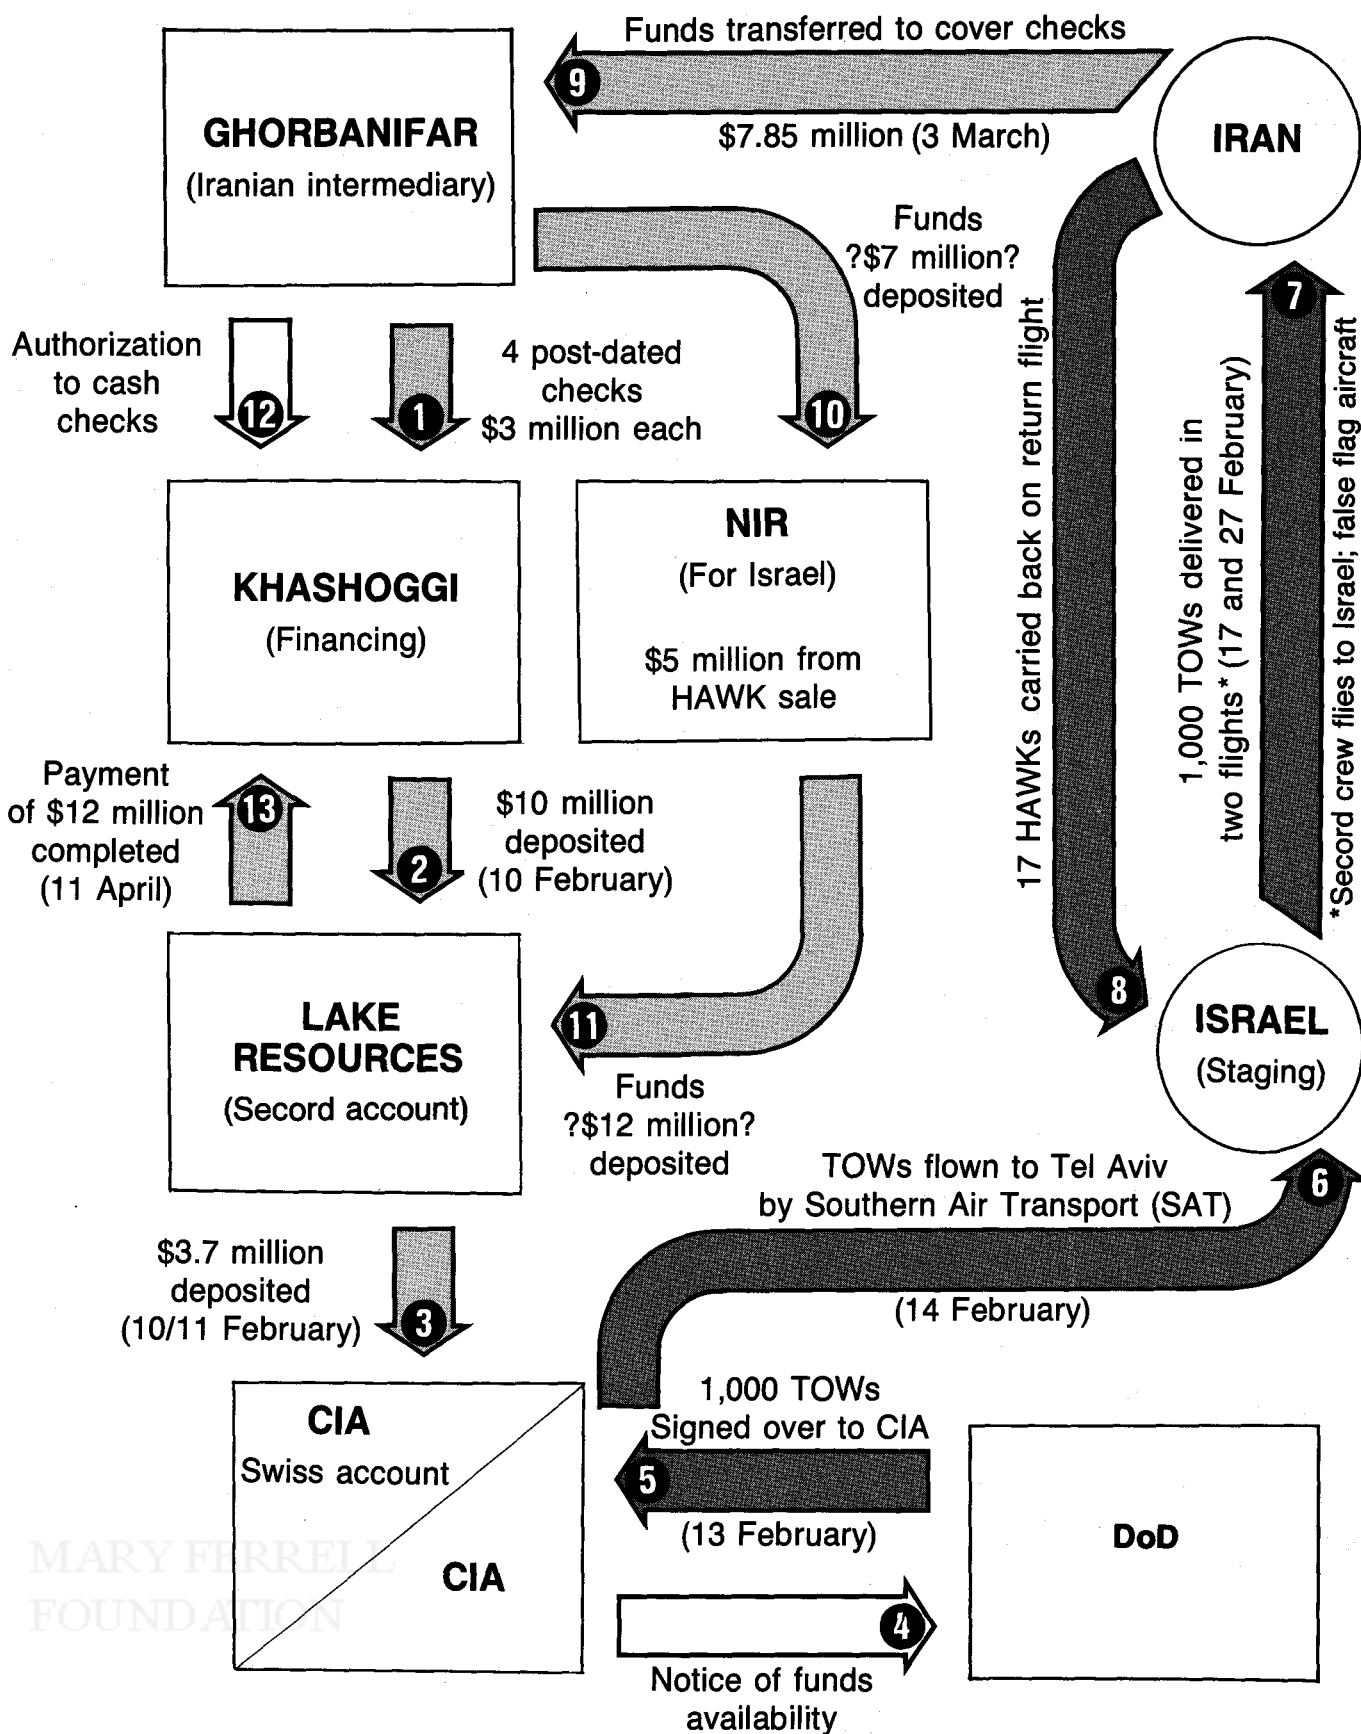 Funds transferred to cover checks
9
$7.85 million (3 March)
GHORBANIFAR
(Iranian intermediary)
IRAN
Funds
?$7 million?
deposited
10
Authorization
to cash
checks
12
4 post-dated
checks
$3 million each
1
7
1,000 TOWs delivered in
two flights* (17 and 27 February)
*Second crew flies to Israel; false flag aircraft
17 HAWKs carried back on return flight
8
KHASHOGGI
(Financing)
NIR
(For Israel)
$5 million from
HAWK sale
Payment
of $12 million
completed
(11 April)
13
$10 million
deposited
(10 February)
2
11
Funds
?$12 million?
deposited
LAKE
RESOURCES
(Secord account)
ISRAEL
(Staging)
TOWs flown to Tel Aviv
by Southern Air Transport (SAT)
6
(14 February)
$3.7 million
deposited
(10/11 February)
3
CIA
Swiss account
CIA
1,000 TOWs
Signed over to CIA
5
(13 February)
DoD
4
Notice of funds
availability
MARY FERRELL
FOUNDATION